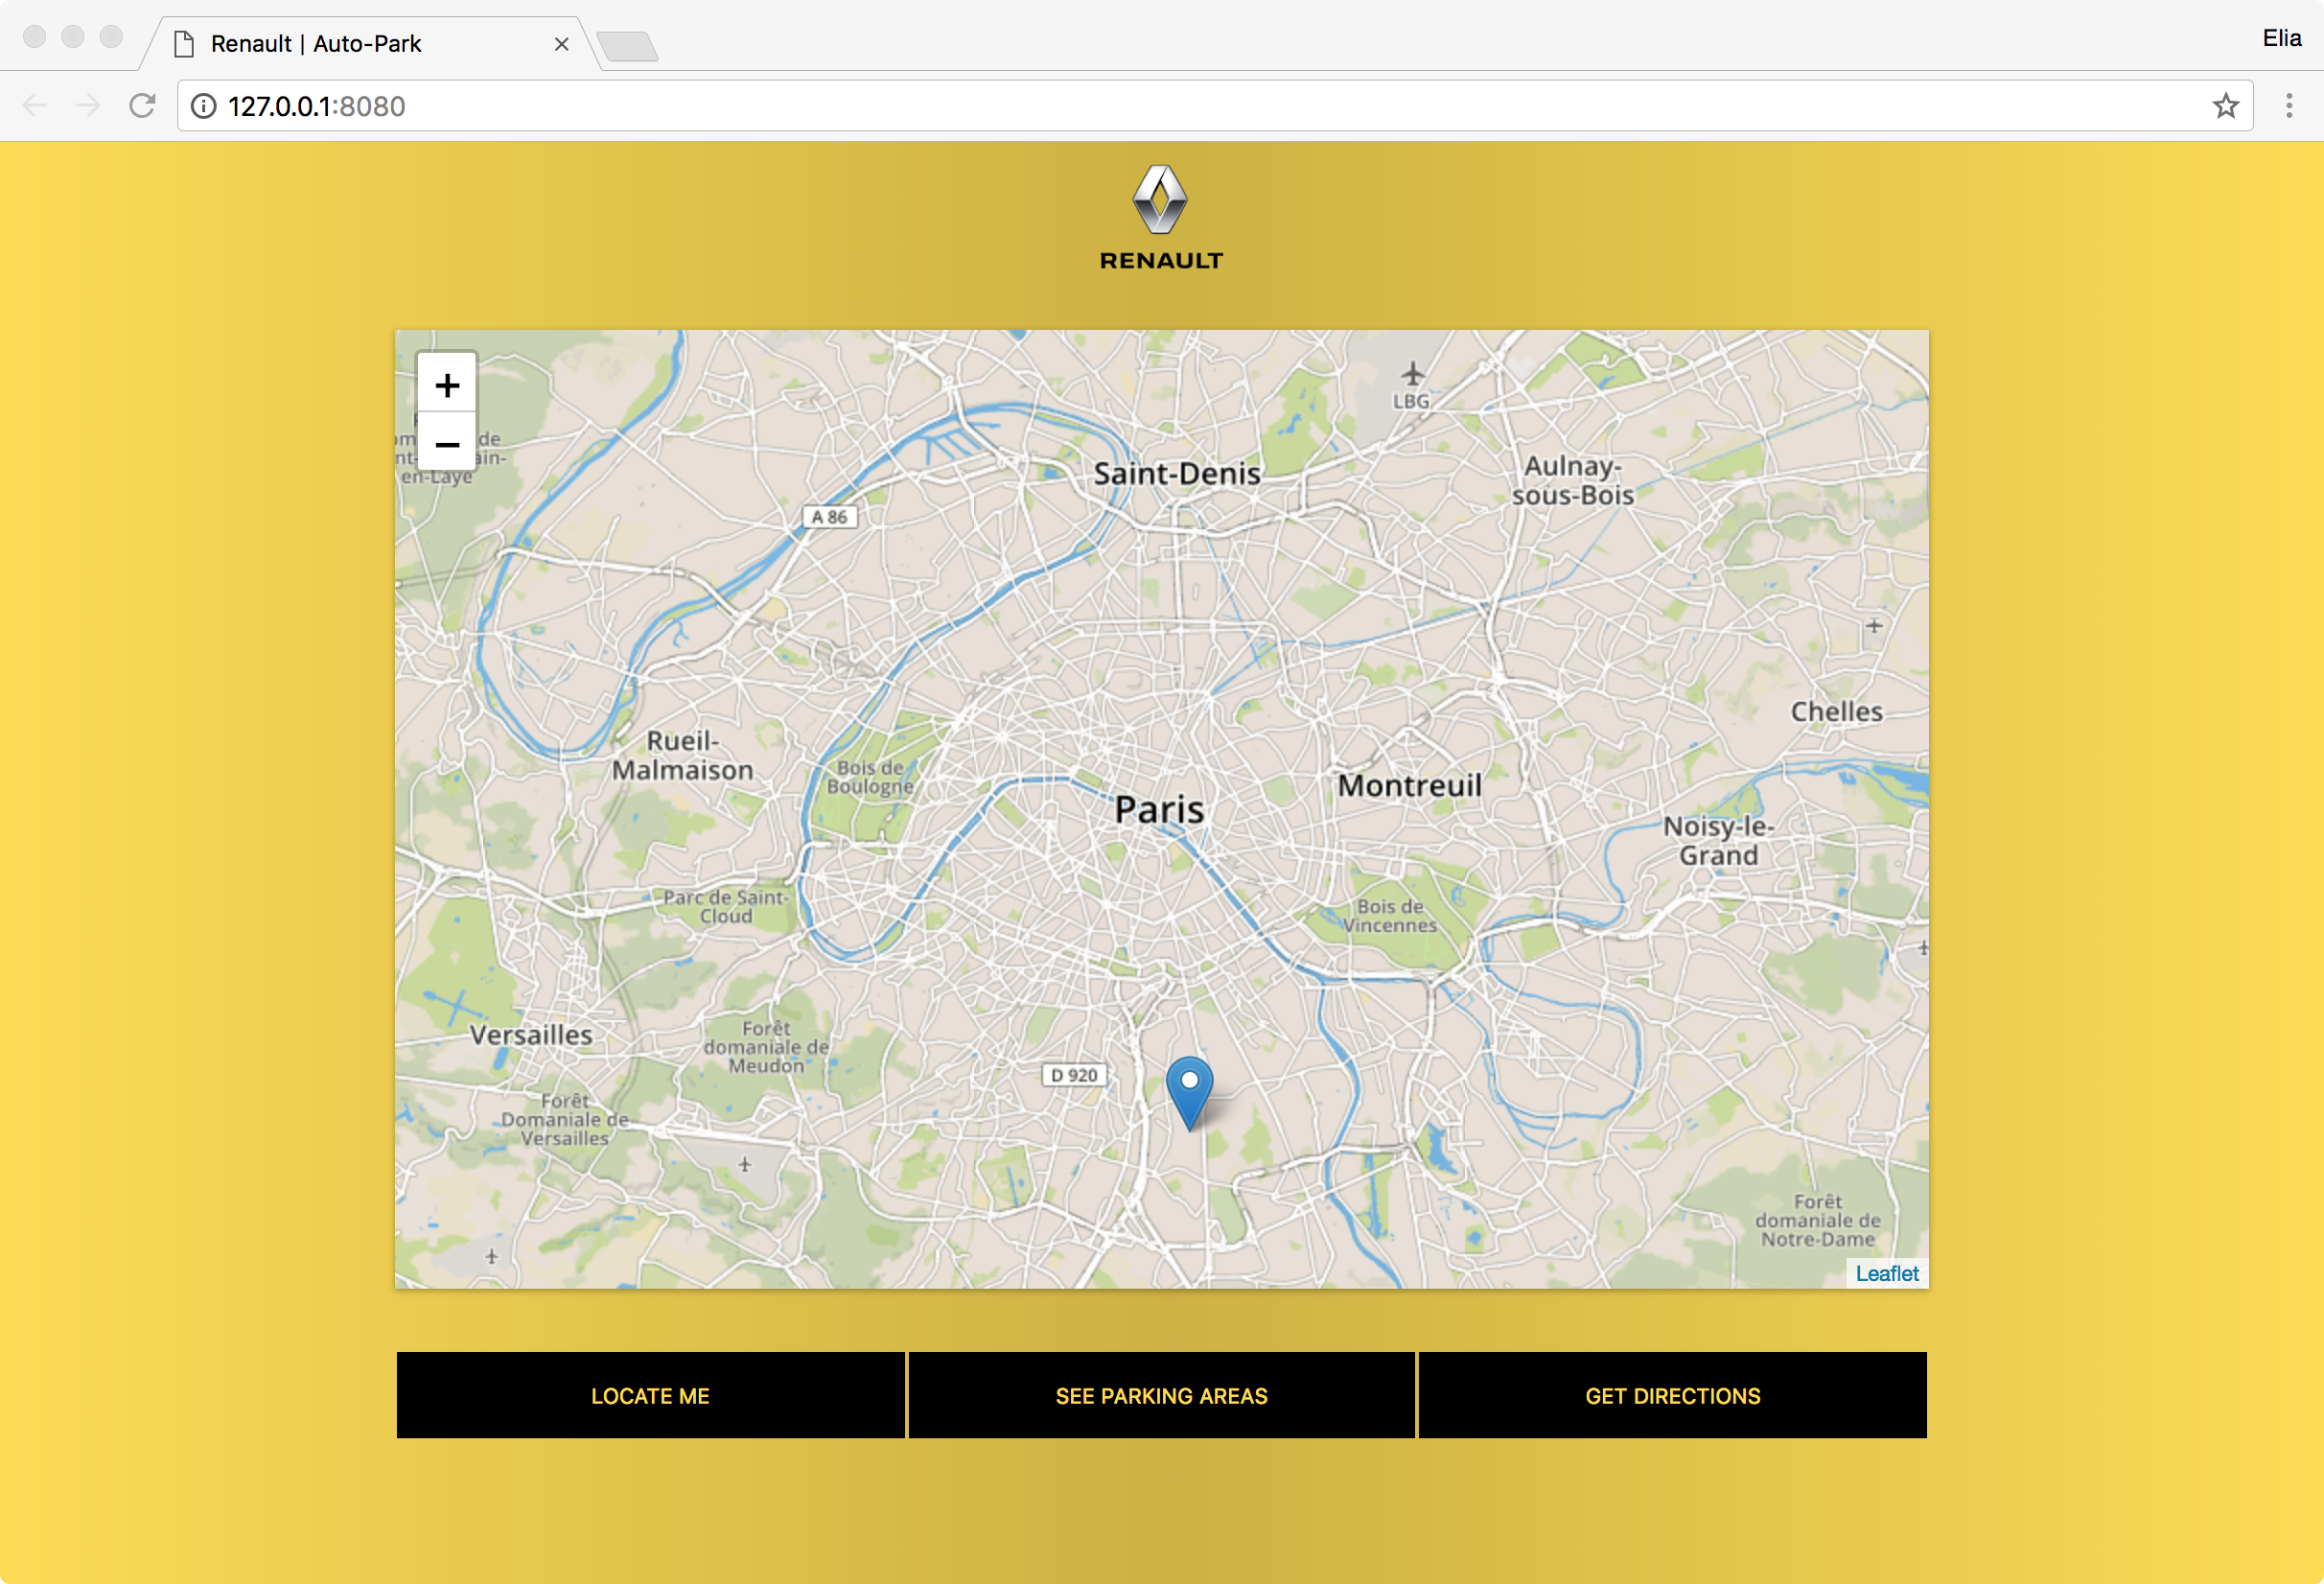 Renault | Auto-Park
Elia
127.0.0.1:8080
RENAULT
+
−
de
en-Laye
LBG
Saint-Denis
Aulnay-
sous-Bois
A 86
Chelles
Rueil-
Malmaison
Bois de
Boulogne
Paris
Montreuil
Noisy-le-
Grand
Parc de Saint-
Cloud
Bois de
Vincennes
Versailles
Forêt
domaniale de
Meudon
D 920
Forêt
Domaniale de
Versailles
Forêt
domaniale de
Notre-Dame
Leaflet
LOCATE ME
SEE PARKING AREAS
GET DIRECTIONS